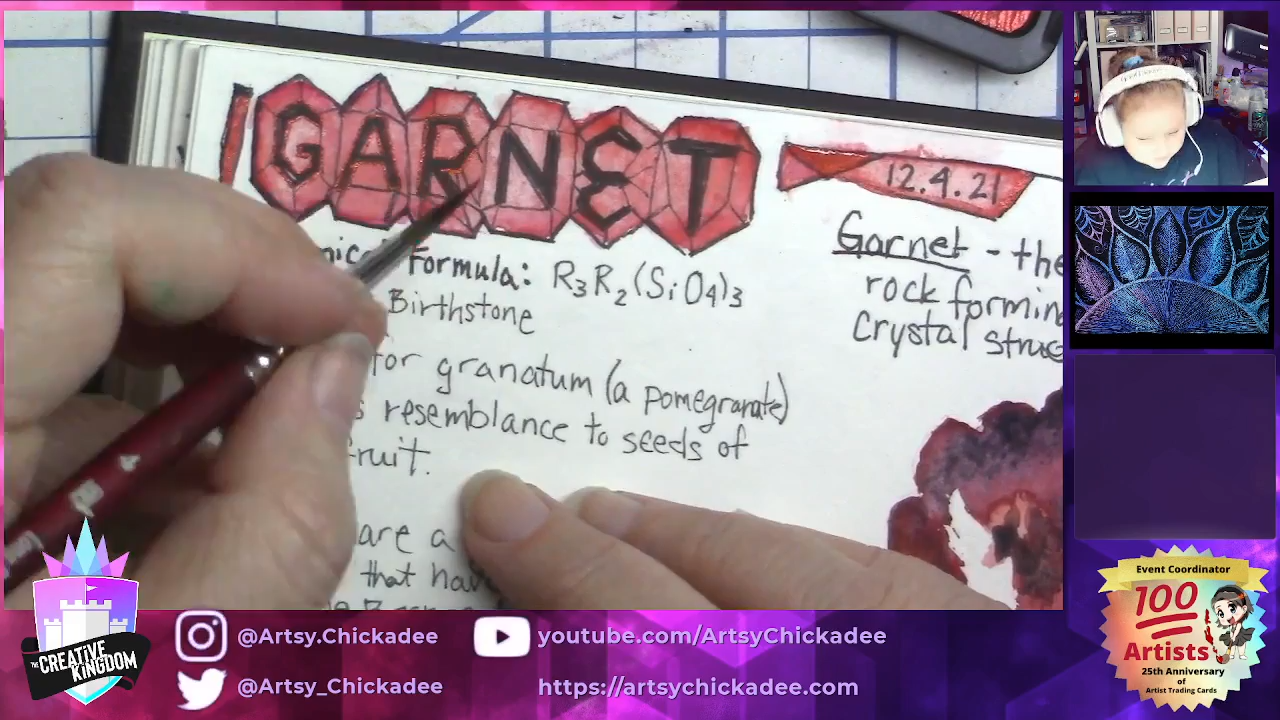 GARNET
12.4.21
Formula: R3R2(SiO4)3
Birthstone
for granatum (a pomegranate)
resemblance to seeds of
fruit.
are a
that hav
Garnet - the
rock forming
Crystal struc
Event Coordinator
100
Artists
25th Anniversary
of
Artist Trading Cards
THE CREATIVE KINGDOM
@Artsy.Chickadee
youtube.com/ArtsyChickadee
@Artsy_Chickadee
https://artsychickadee.com